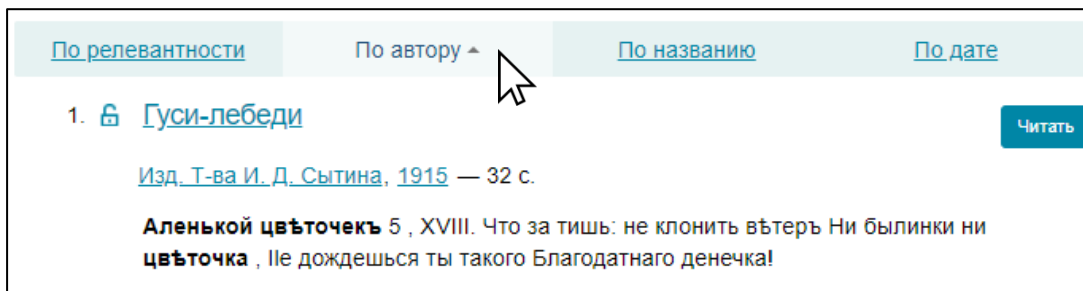 По релевантности По автору По названию По дате
1. Гуси-лебеди
Читать
Изд. Т-ва И. Д. Сытина, 1915 — 32 с.
Аленькой цвѣточекъ 5 , XVIII. Что за тишь: не клонить вѣтеръ Ни былинки ни
цвѣточка , IIе дождешься ты такого Благодатнаго денечка!